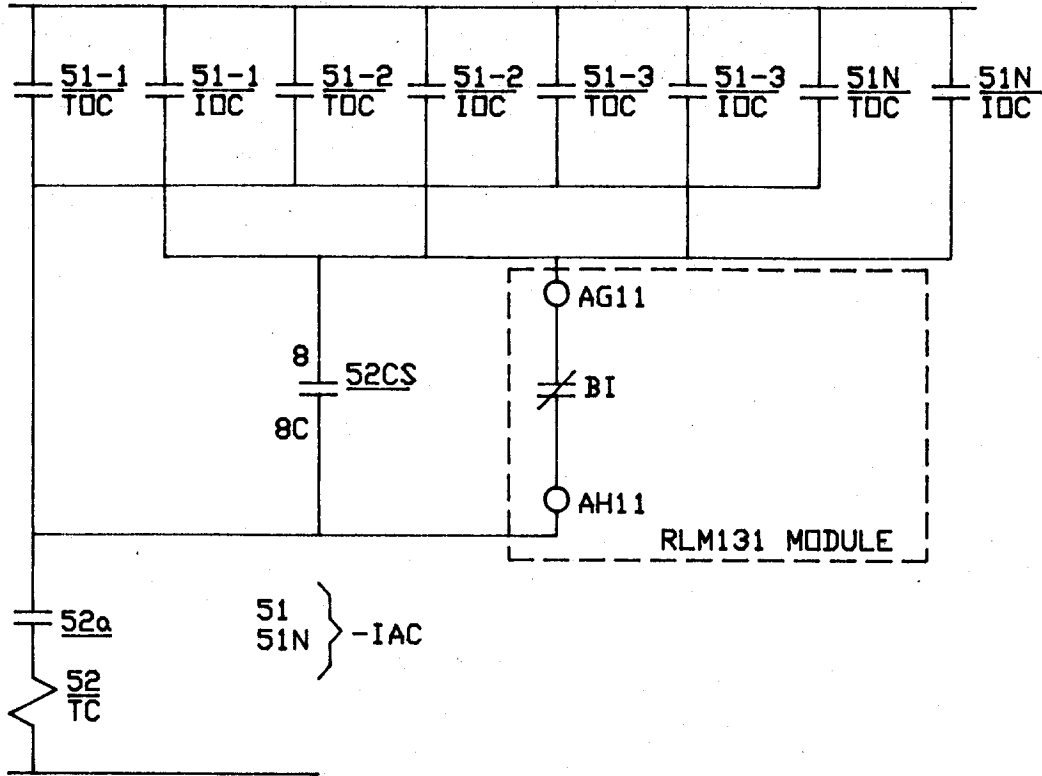 51-1
TOC
51-1
IOC
51-2
TOC
51-2
IOC
51-3
TOC
51-3
IOC
51N
TOC
51N
IOC
AG11
8
52CS
8C
BI
AH11
RLM131 MODULE
52a
51
51N
-IAC
52
TC